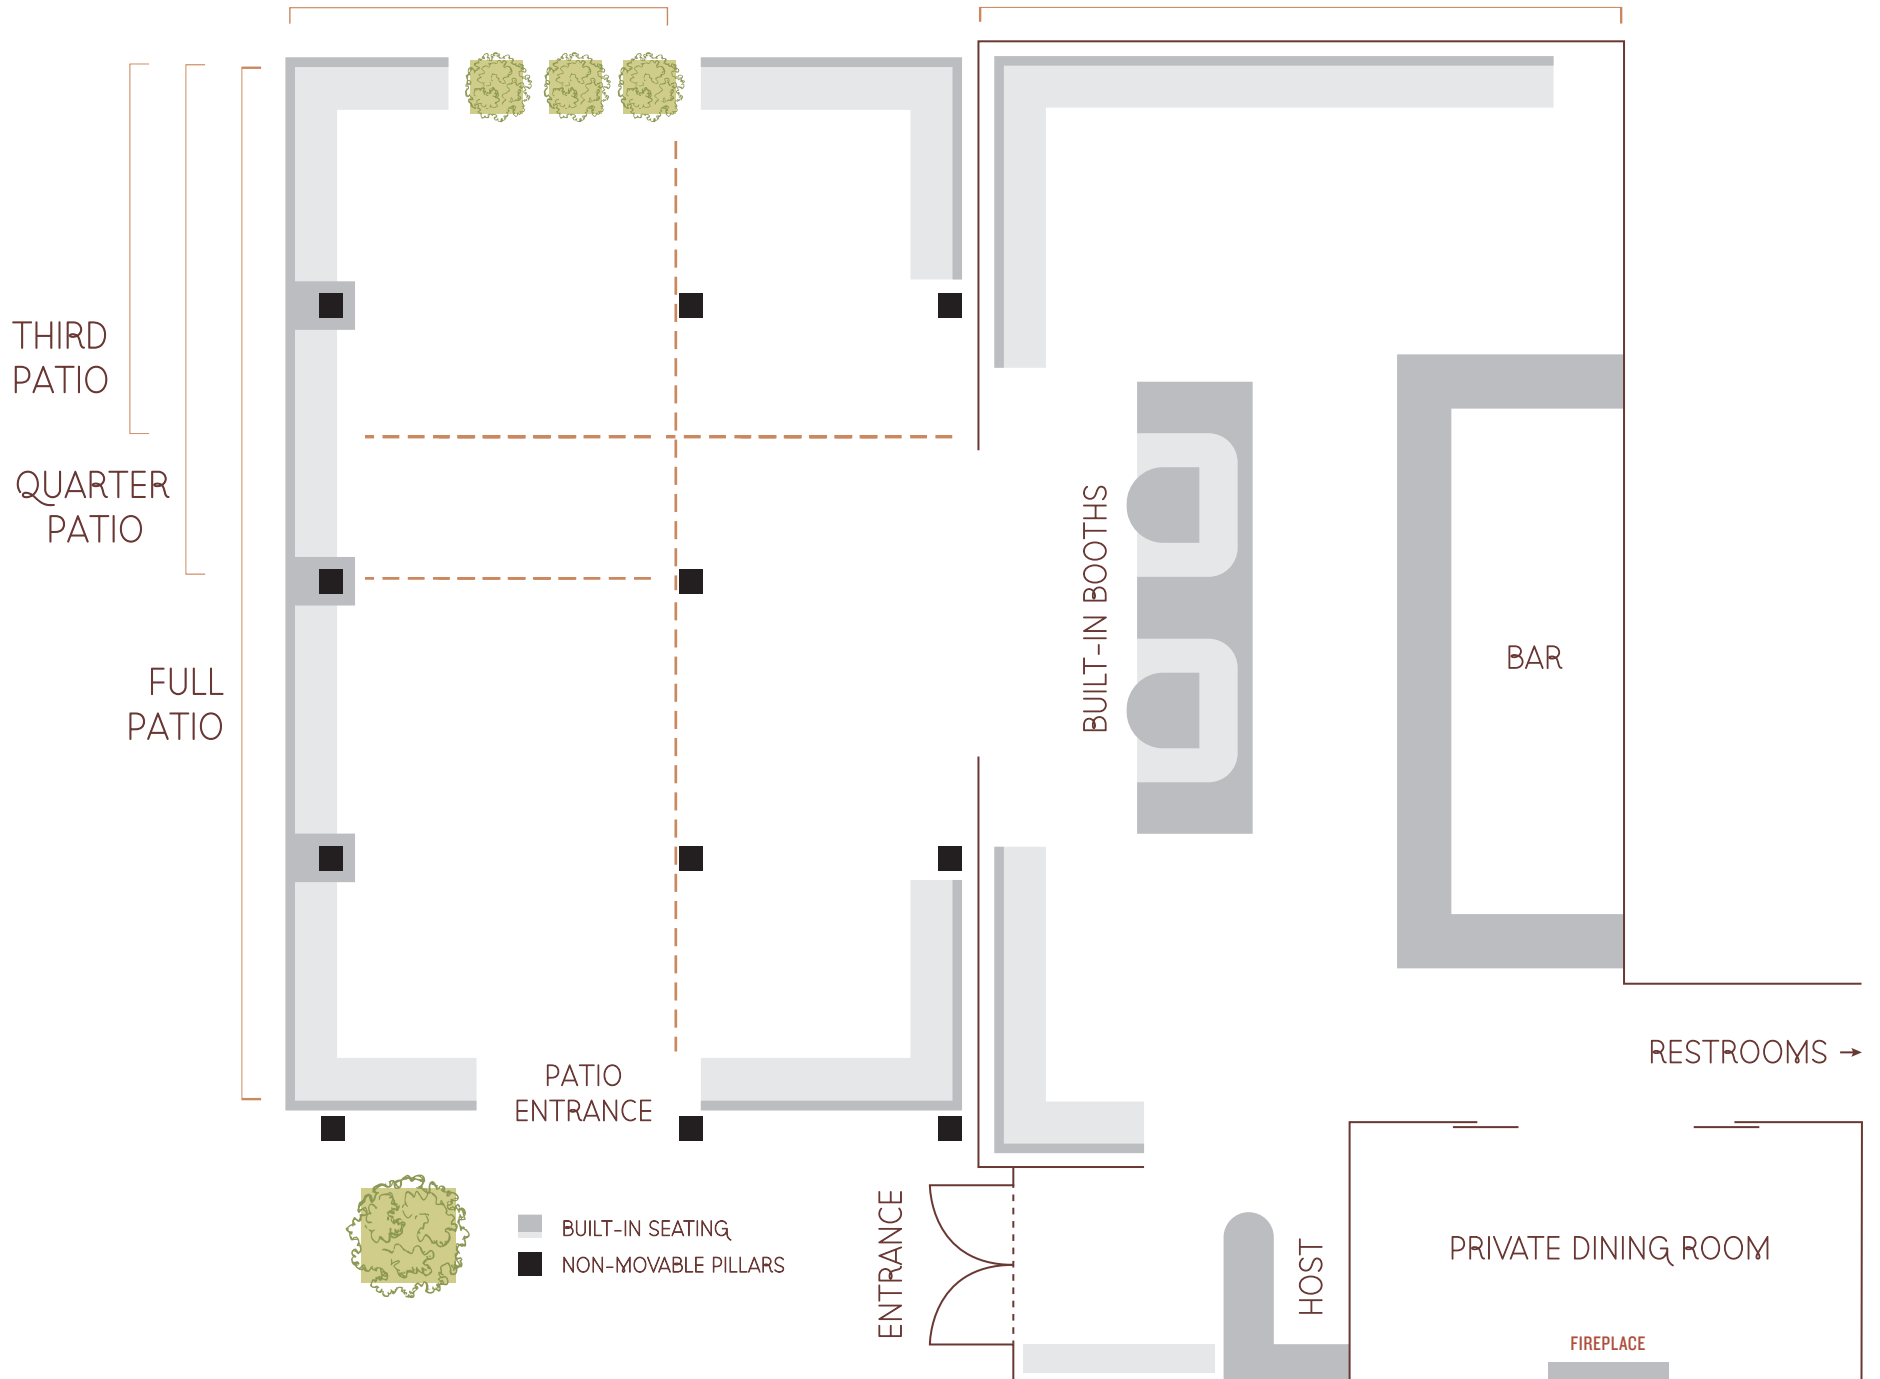 THIRD
PATIO
QUARTER
PATIO
FULL
PATIO
BUILT-IN BOOTHS
BAR
RESTROOMS
PATIO
ENTRANCE
BUILT-IN SEATING
NON-MOVABLE PILLARS
ENTRANCE
HOST
PRIVATE DINING ROOM
FIREPLACE